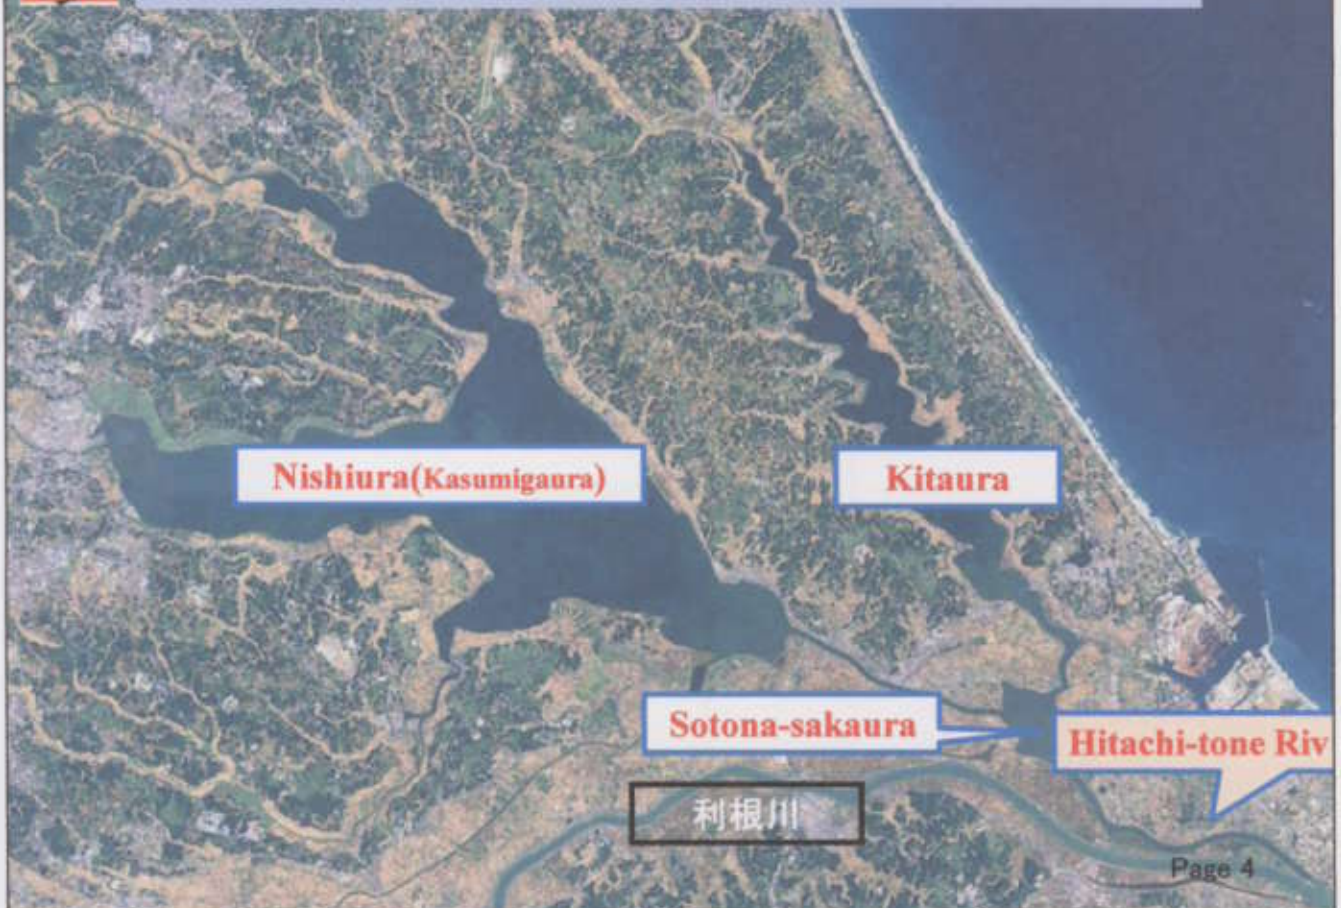 Nishiura(Kasumigaura)
Kitaura
Sotona-sakaura
Hitachi-tone Riv
利根川
Page 4